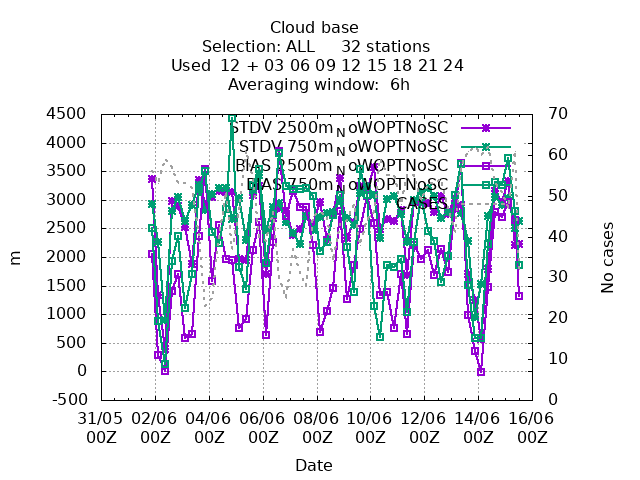 Cloud base
Selection: ALL     32 stations
Used  12 + 03 06 09 12 15 18 21 24
Averaging window:  6h
STDV 2500m_NoWOPTNoSC
STDV 750m_NoWOPTNoSC
BIAS 2500m_NoWOPTNoSC
BIAS 750m_NoWOPTNoSC
CASES
4500
4000
3500
3000
2500
2000
1500
1000
500
0
-500
m
70
60
50
40
30
20
10
0
No cases
31/05 02/06 04/06 06/06 08/06 10/06 12/06 14/06 16/06
00Z 00Z 00Z 00Z 00Z 00Z 00Z 00Z 00Z
Date